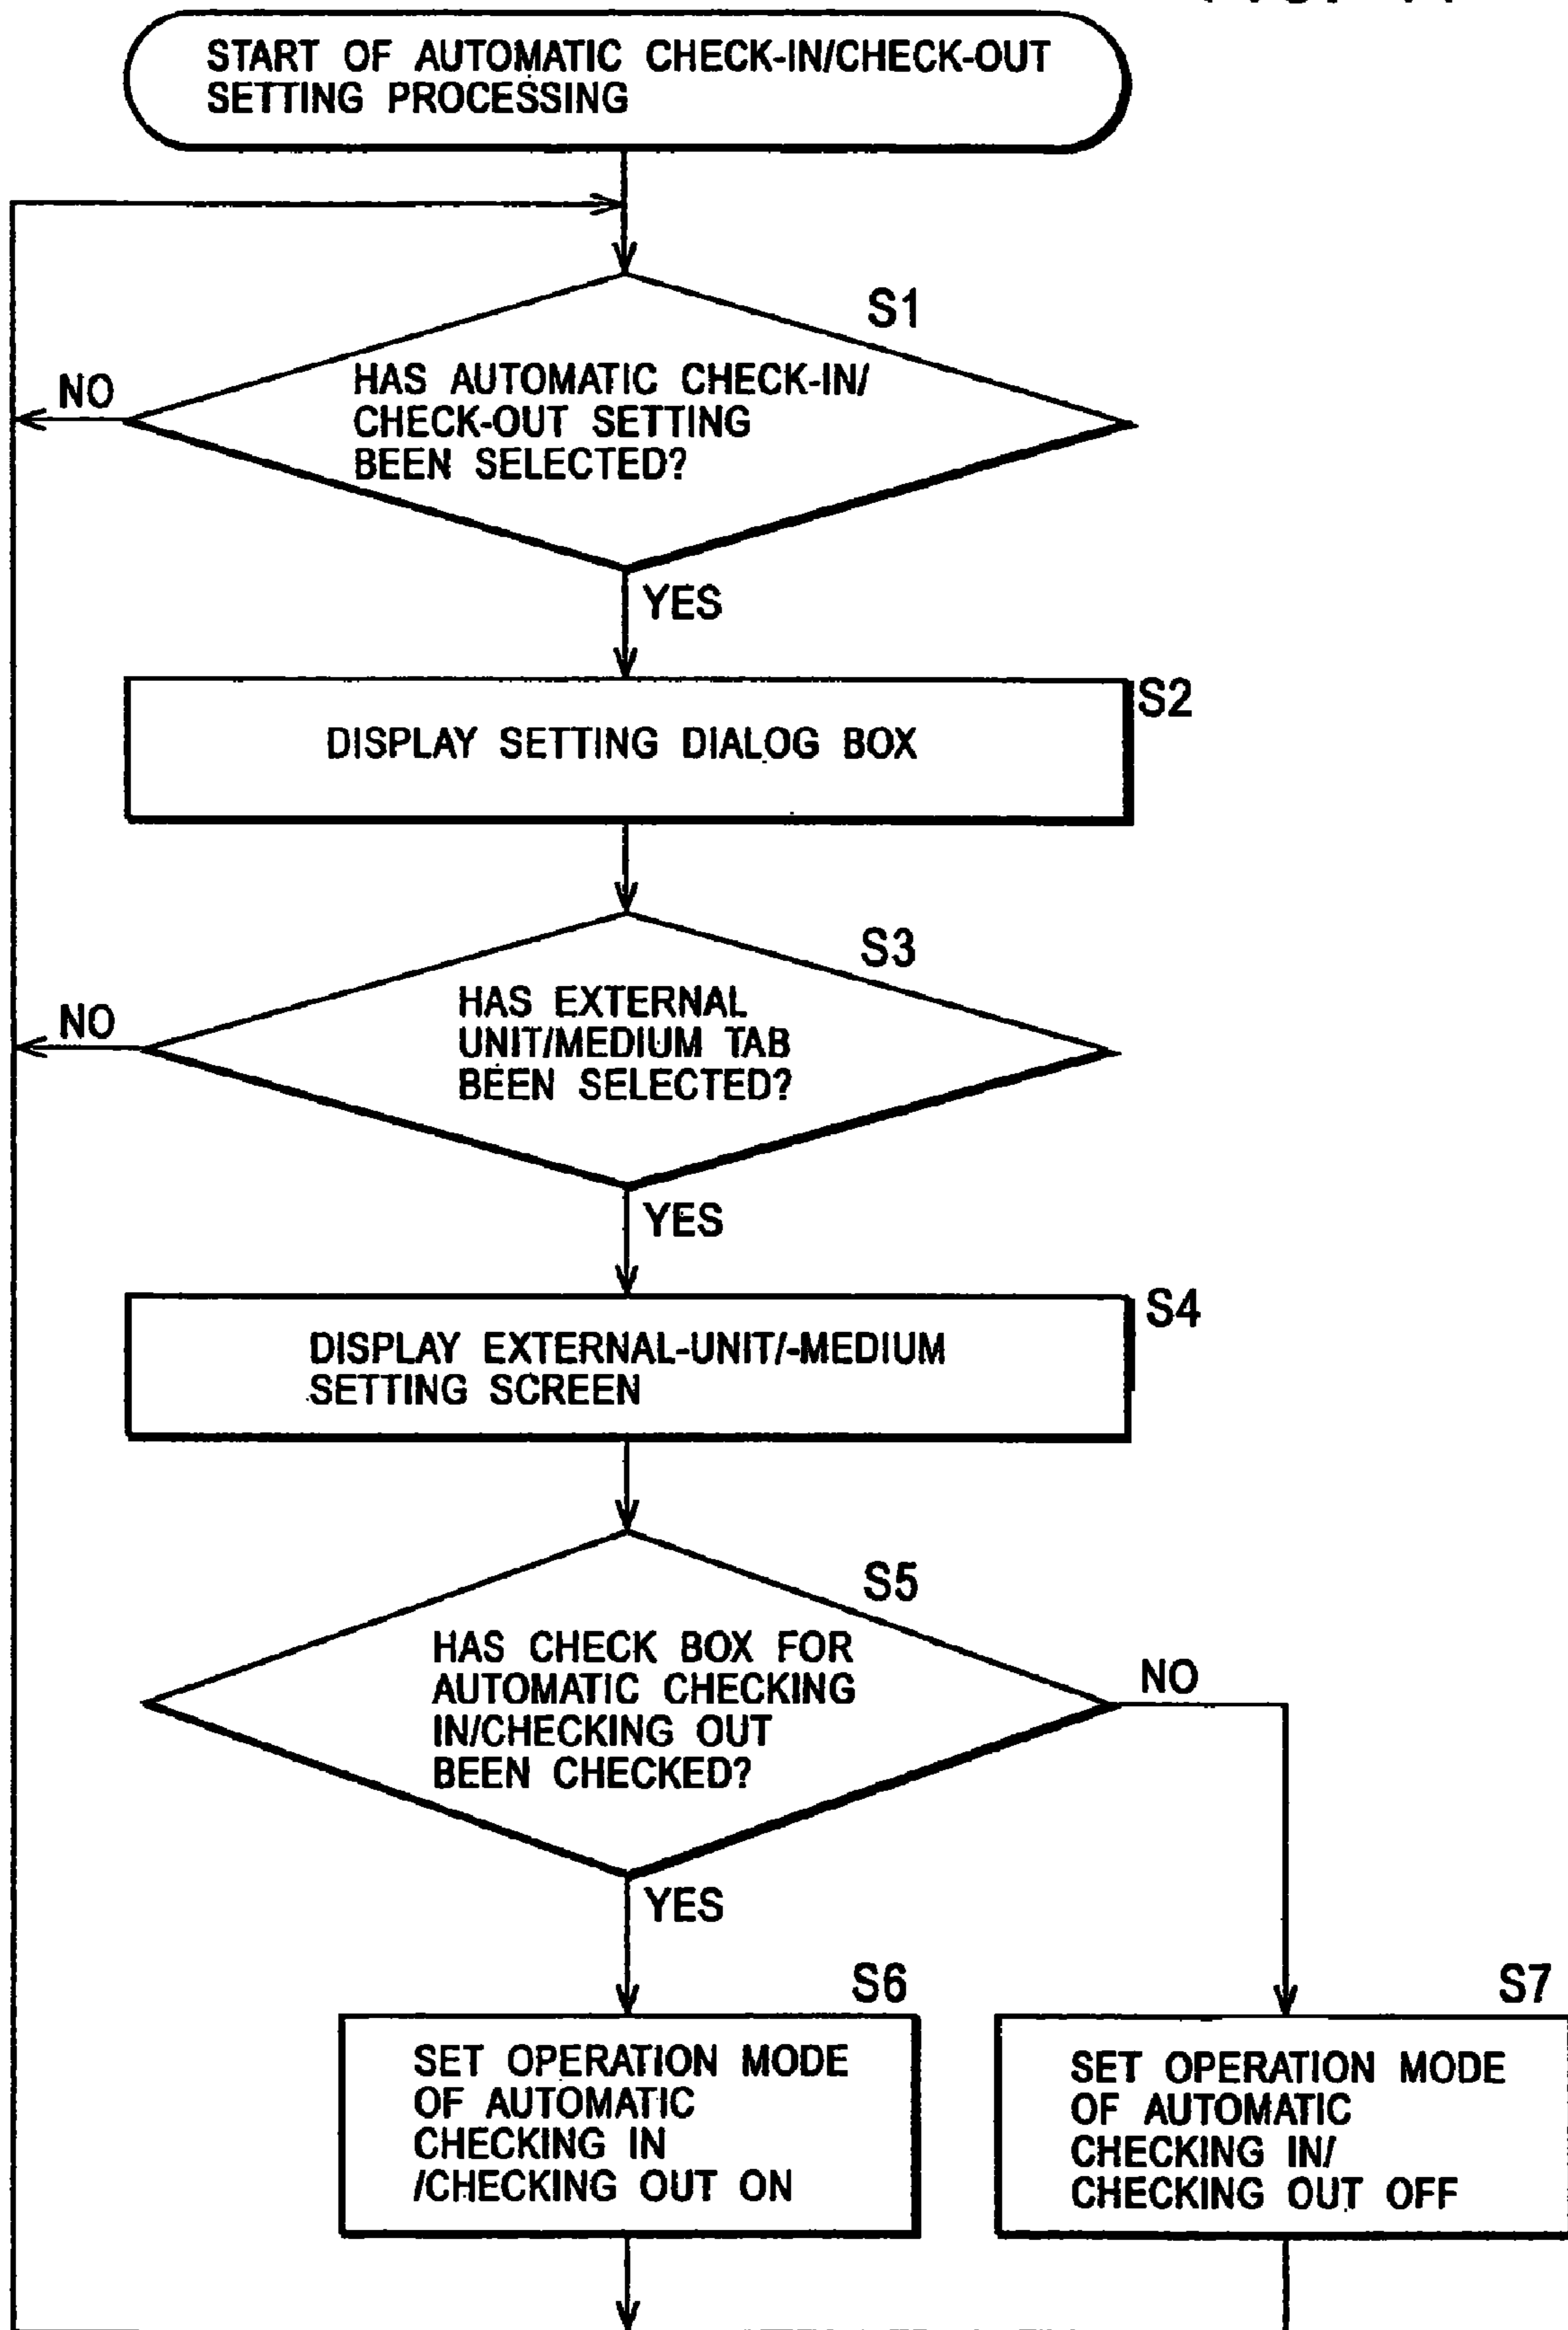 START OF AUTOMATIC CHECK-IN/CHECK-OUT
SETTING PROCESSING
S1
HAS AUTOMATIC CHECK-IN/
CHECK-OUT SETTING
BEEN SELECTED?
NO
YES
S2
DISPLAY SETTING DIALOG BOX
S3
HAS EXTERNAL
UNIT/MEDIUM TAB
BEEN SELECTED?
NO
YES
S4
DISPLAY EXTERNAL-UNIT/-MEDIUM
SETTING SCREEN
S5
HAS CHECK BOX FOR
AUTOMATIC CHECKING
IN/CHECKING OUT
BEEN CHECKED?
NO
YES
S6
SET OPERATION MODE
OF AUTOMATIC
CHECKING IN
/CHECKING OUT ON
S7
SET OPERATION MODE
OF AUTOMATIC
CHECKING IN/
CHECKING OUT OFF